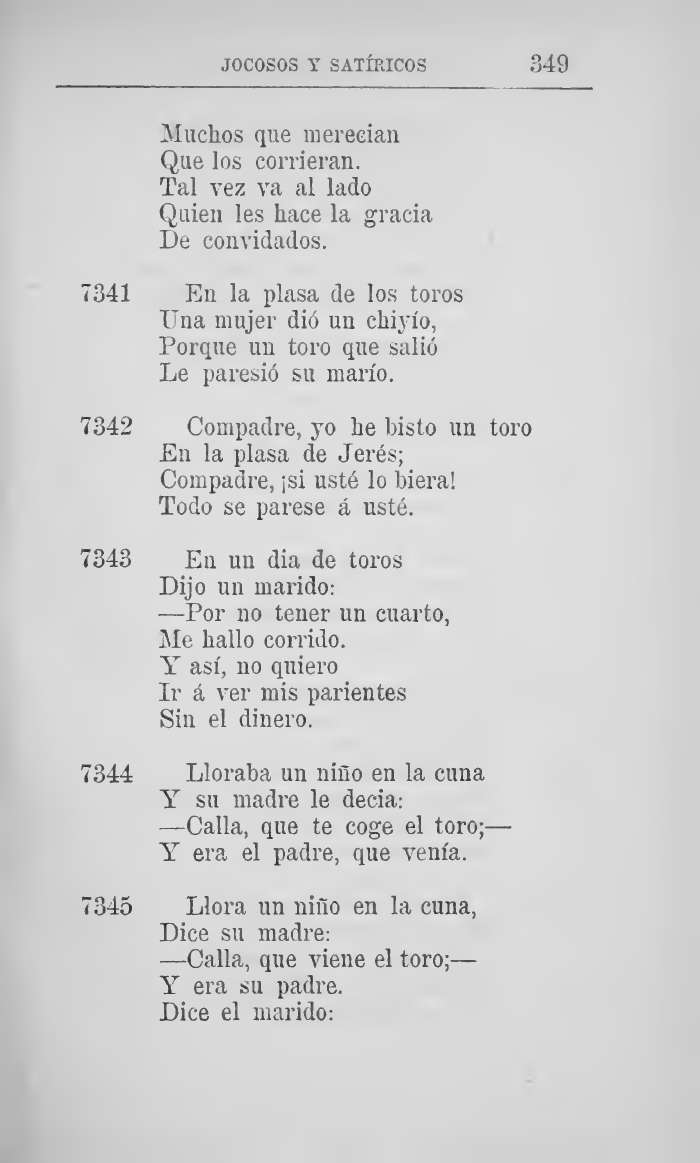 JOCOSOS Y SATÍRICOS 349
Muchos que merecian
Que los corrieran.
Tal vez va al lado
Quien les hace la gracia
De convidados.
7341 En la plasa de los toros
Una mujer dió un chiyío,
Porque un toro que salió
Le paresió su marío.
7342 Compadre, yo he bisto un toro
En la plasa de Jerés;
Compadre, ¡si usté lo biera!
Todo se parese á usté.
7343 En un dia de toros
Dijo un marido:
—Por no tener un cuarto,
Me hallo corrido.
Y así, no quiero
Ir á ver mis parientes
Sin el dinero.
7344 Lloraba un niño en la cuna
Y su madre le decia:
—Calla, que te coge el toro;—
Y era el padre, que venía.
7345 Llora un niño en la cuna,
Dice su madre:
—Calla, que viene el toro;—
Y era su padre.
Dice el marido: